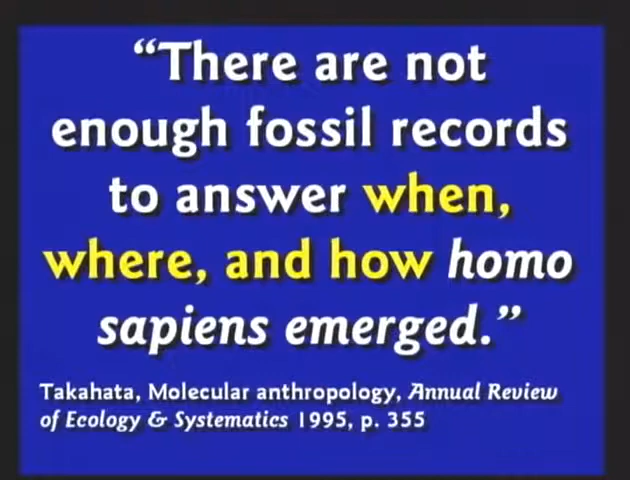 “There are not
enough fossil records
to answer when,
where, and how homo
sapiens emerged.”
Takahata, Molecular anthropology, Annual Review
of Ecology & Systematics 1995, p. 355